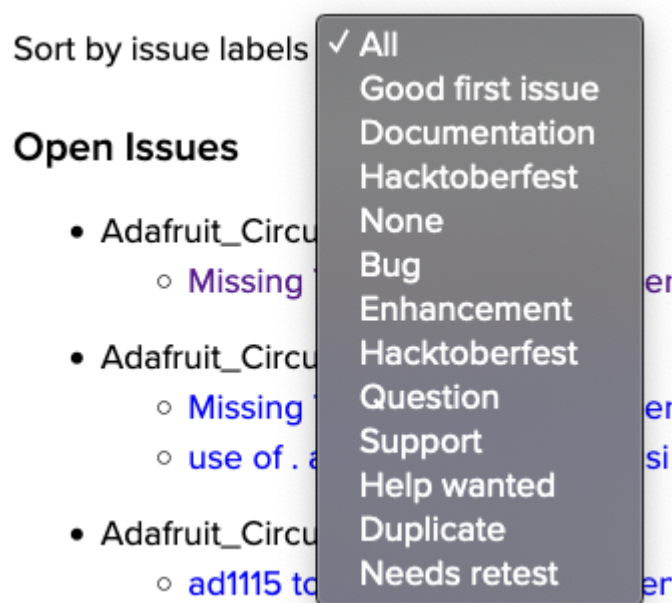 Sort by issue labels ✓ All
Good first issue
Documentation
Hacktoberfest
None
Bug
Enhancement
Hacktoberfest
Question
Support
Help wanted
Duplicate
Needs retest
Open Issues
• Adafruit_Circu
○ Missing
• Adafruit_Circu
○ Missing
○ use of . a
• Adafruit_Circu
○ ad1115 to